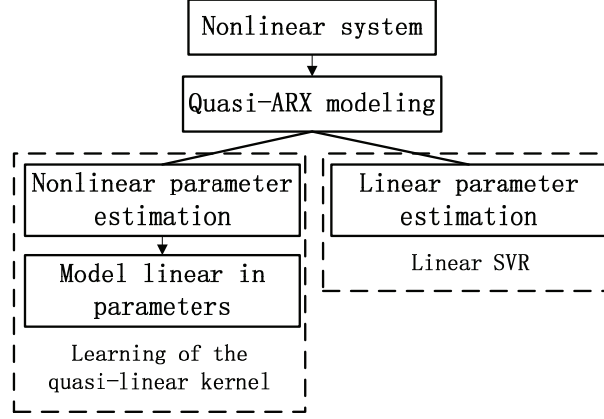 Nonlinear system
Quasi-ARX modeling
Nonlinear parameter
estimation
Model linear in
parameters
Learning of the
quasi-linear kernel
Linear parameter
estimation
Linear SVR